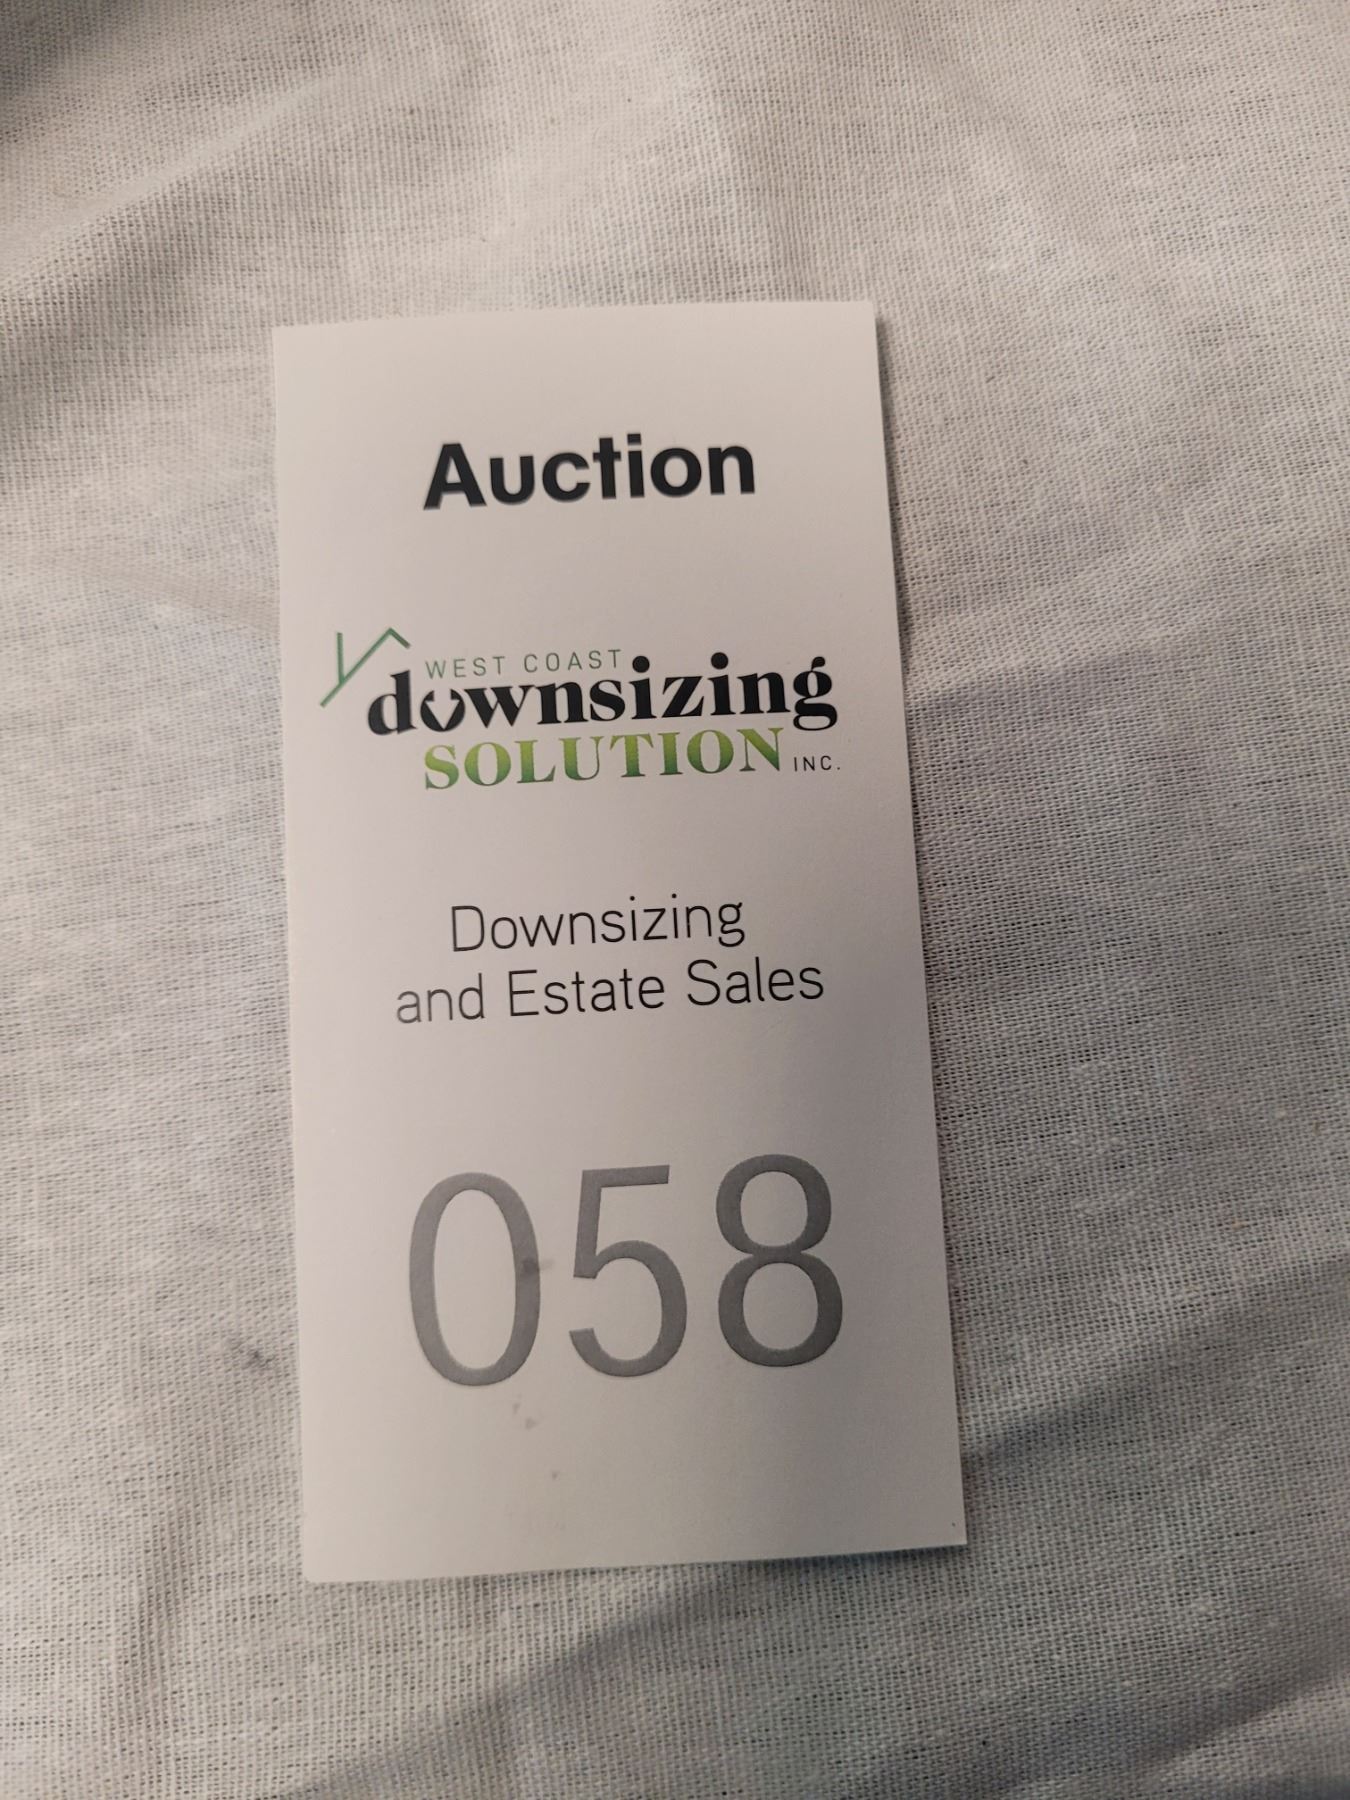 Auction
WEST COAST
downsizing
SOLUTION INC.
Downsizing
and Estate Sales
058